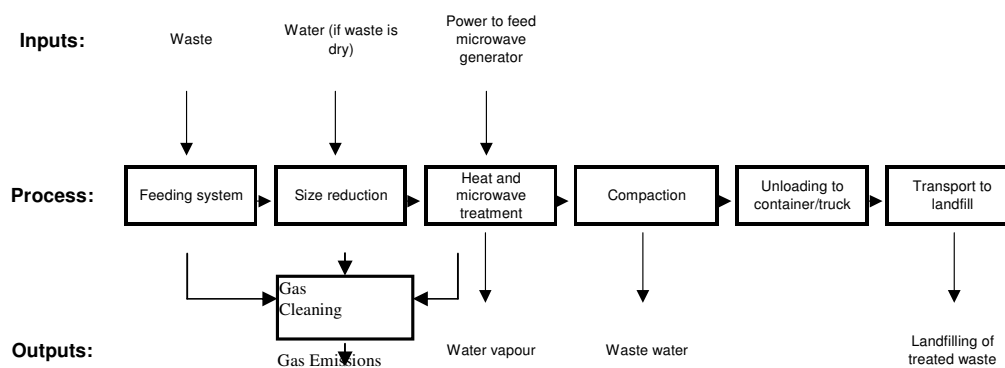 Inputs:
Waste
Water (if waste is
dry)
Power to feed
microwave
generator
Process:
Feeding system
Size reduction
Heat and
microwave
treatment
Compaction
Unloading to
container/truck
Transport to
landfill
Gas
Cleaning
Outputs:
Gas Emissions
Water vapour
Waste water
Landfilling of
treated waste